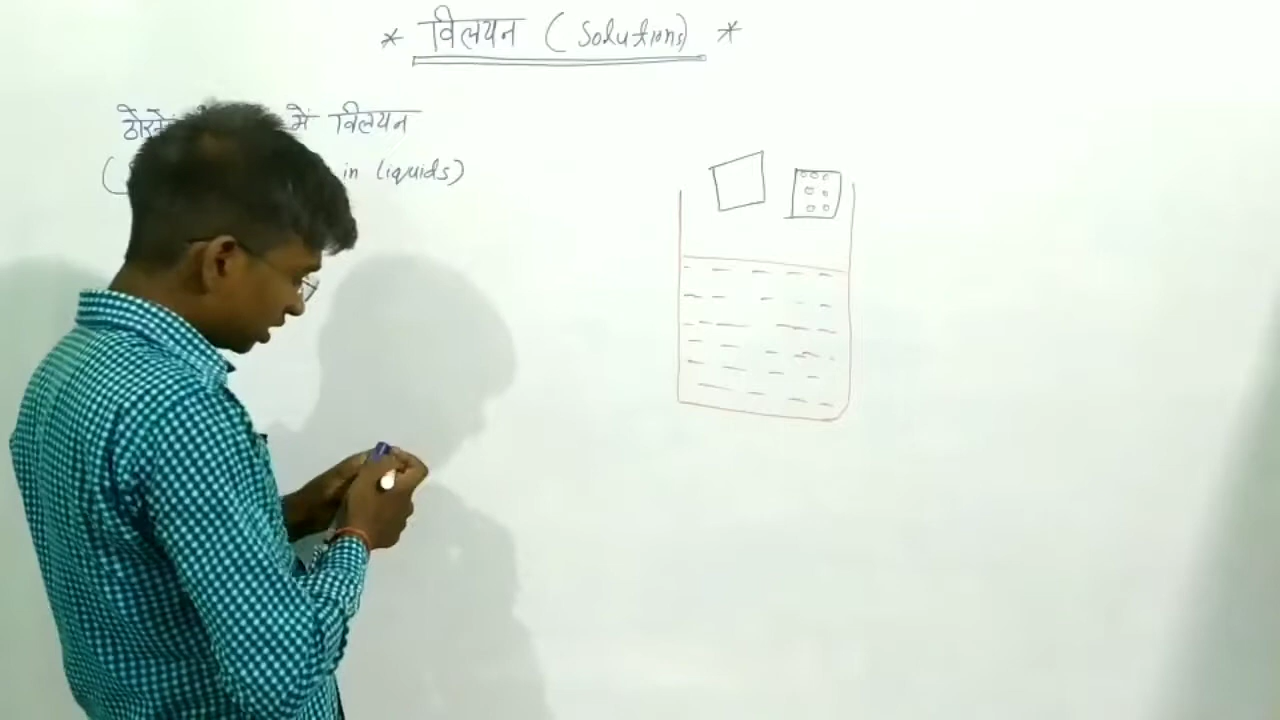 * विलयन ( Solutions) *
में विलयन
in liquids)